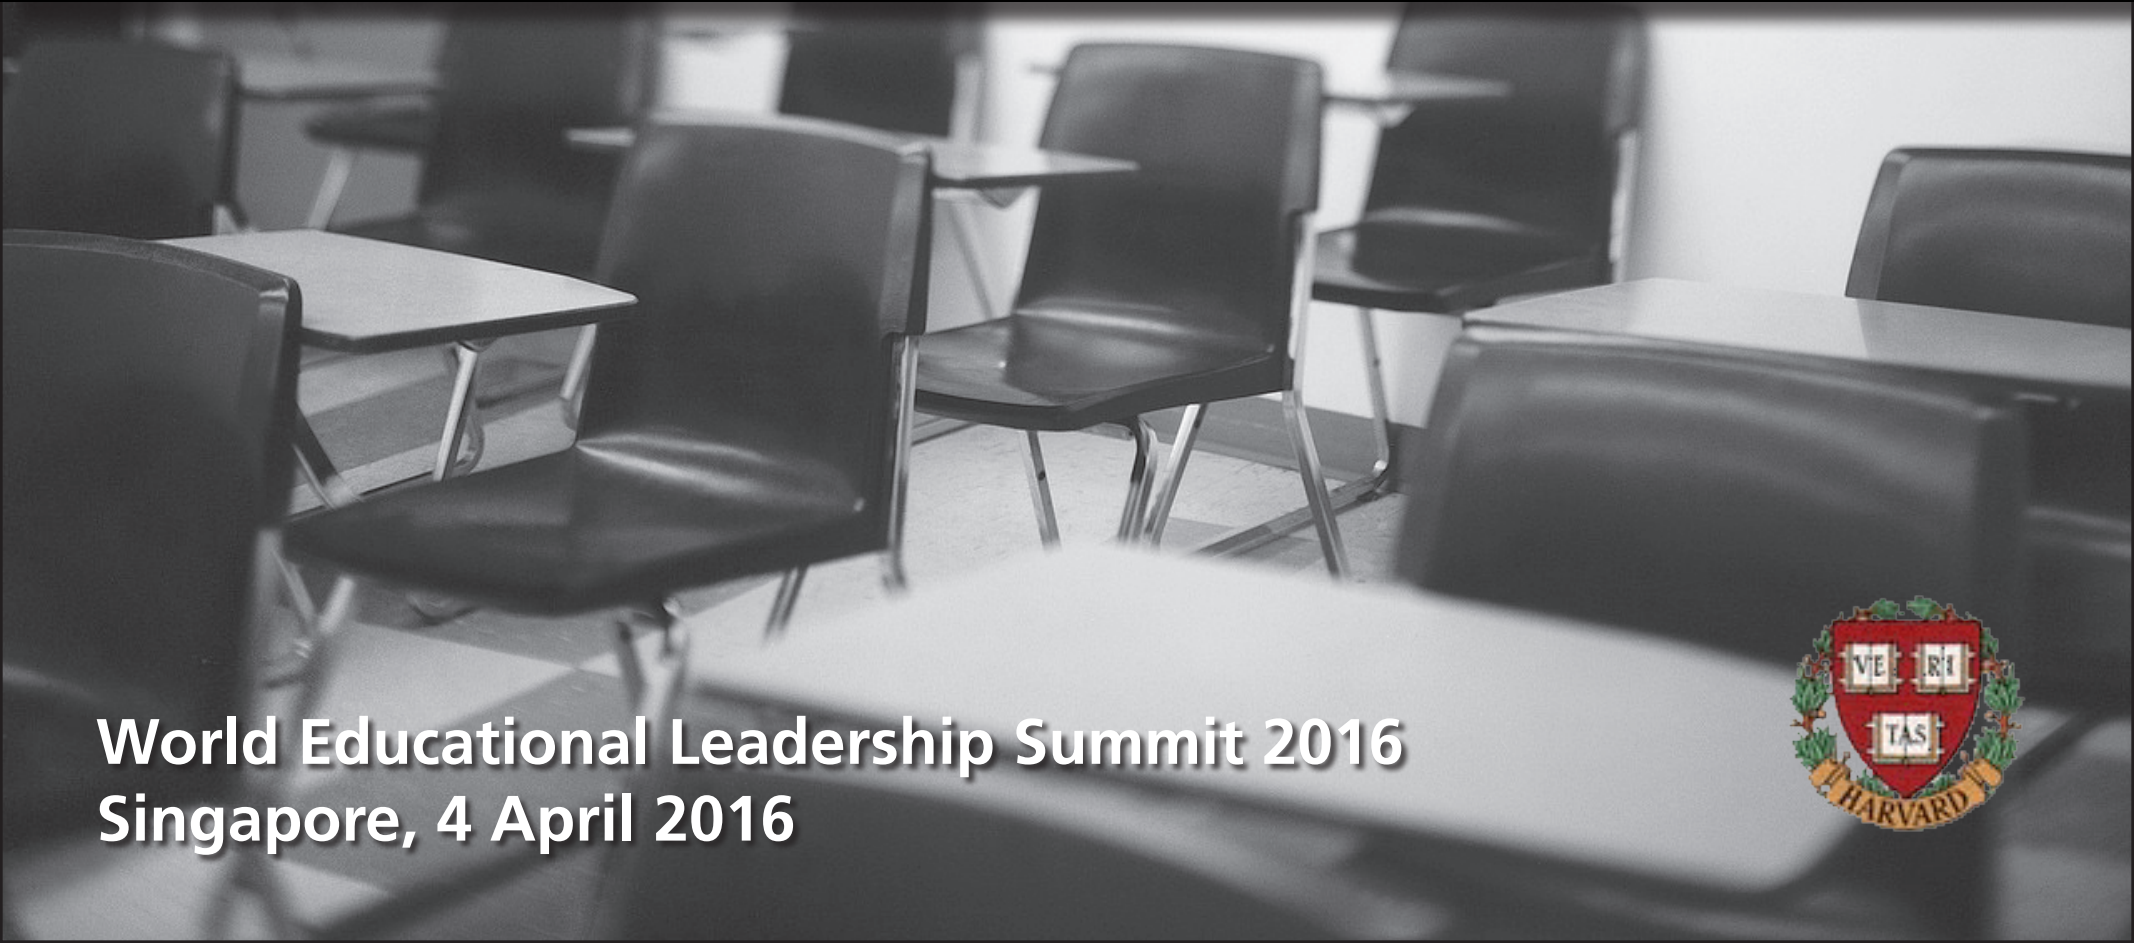 World Educational Leadership Summit 2016
Singapore, 4 April 2016
VE RI
TAS
HARVARD